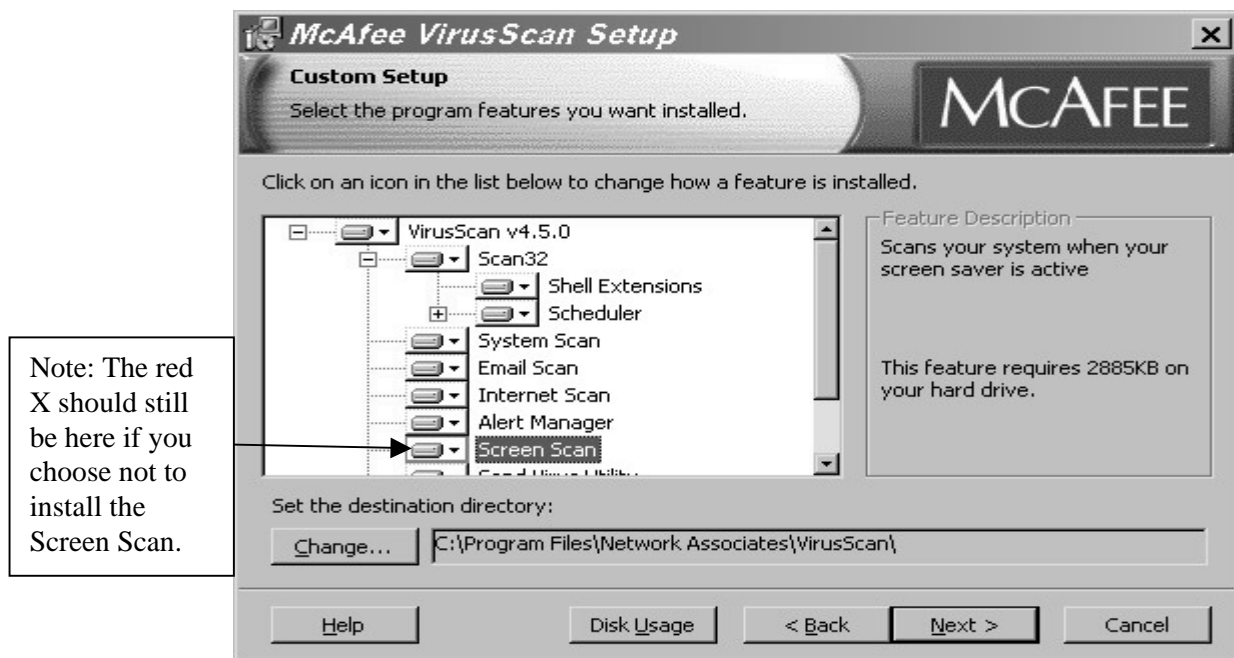 McAfee VirusScan Setup
Custom Setup
Select the program features you want installed.
MCAFEE
Click on an icon in the list below to change how a feature is installed.
VirusScan v4.5.0
Scan32
Shell Extensions
Scheduler
System Scan
Email Scan
Internet Scan
Alert Manager
Screen Scan
Feature Description
Scans your system when your
screen saver is active
This feature requires 2885KB on
your hard drive.
Note: The red
X should still
be here if you
choose not to
install the
Screen Scan.
Set the destination directory:
Change...
C:\Program Files\Network Associates\VirusScan\
Help
Disk Usage
< Back
Next >
Cancel